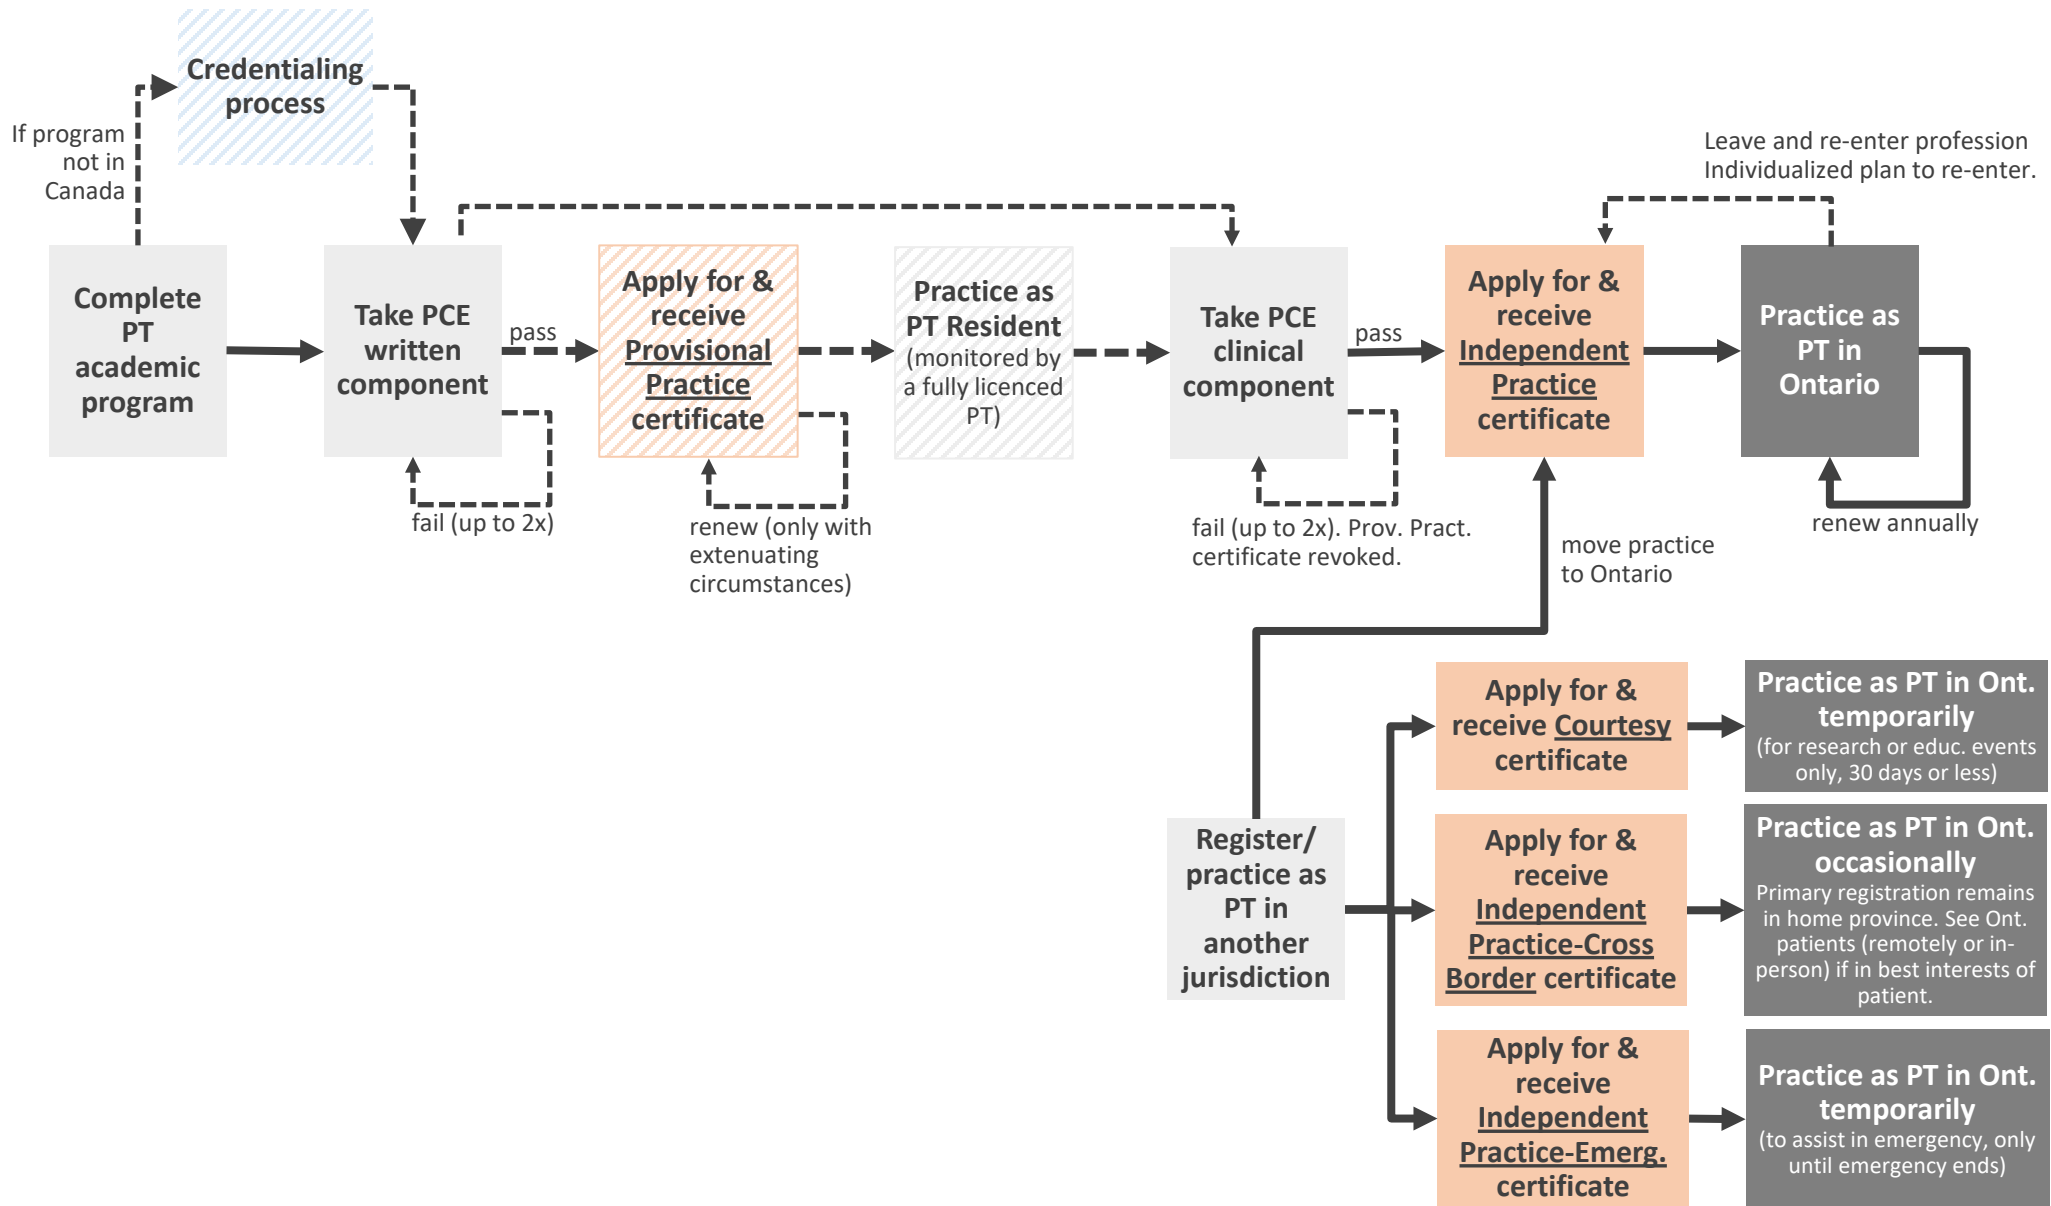 Credentialing
process
If program
not in
Canada
Leave and re-enter profession
Individualized plan to re-enter.
Complete
PT
academic
program
Take PCE
written
component
pass
fail (up to 2x)
Apply for &
receive
Provisional
Practice
certificate
renew (only with
extenuating
circumstances)
Practice as
PT Resident
(monitored by
a fully licenced
PT)
Take PCE
clinical
component
pass
fail (up to 2x). Prov. Pract.
certificate revoked.
Apply for &
receive
Independent
Practice
certificate
Practice as
PT in
Ontario
renew annually
move practice
to Ontario
Register/
practice as
PT in
another
jurisdiction
Apply for &
receive Courtesy
certificate
Practice as PT in Ont.
temporarily
(for research or educ. events
only, 30 days or less)
Apply for &
receive
Independent
Practice-Cross
Border certificate
Practice as PT in Ont.
occasionally
Primary registration remains
in home province. See Ont.
patients (remotely or in-
person) if in best interests of
patient.
Apply for &
receive
Independent
Practice-Emerg.
certificate
Practice as PT in Ont.
temporarily
(to assist in emergency, only
until emergency ends)